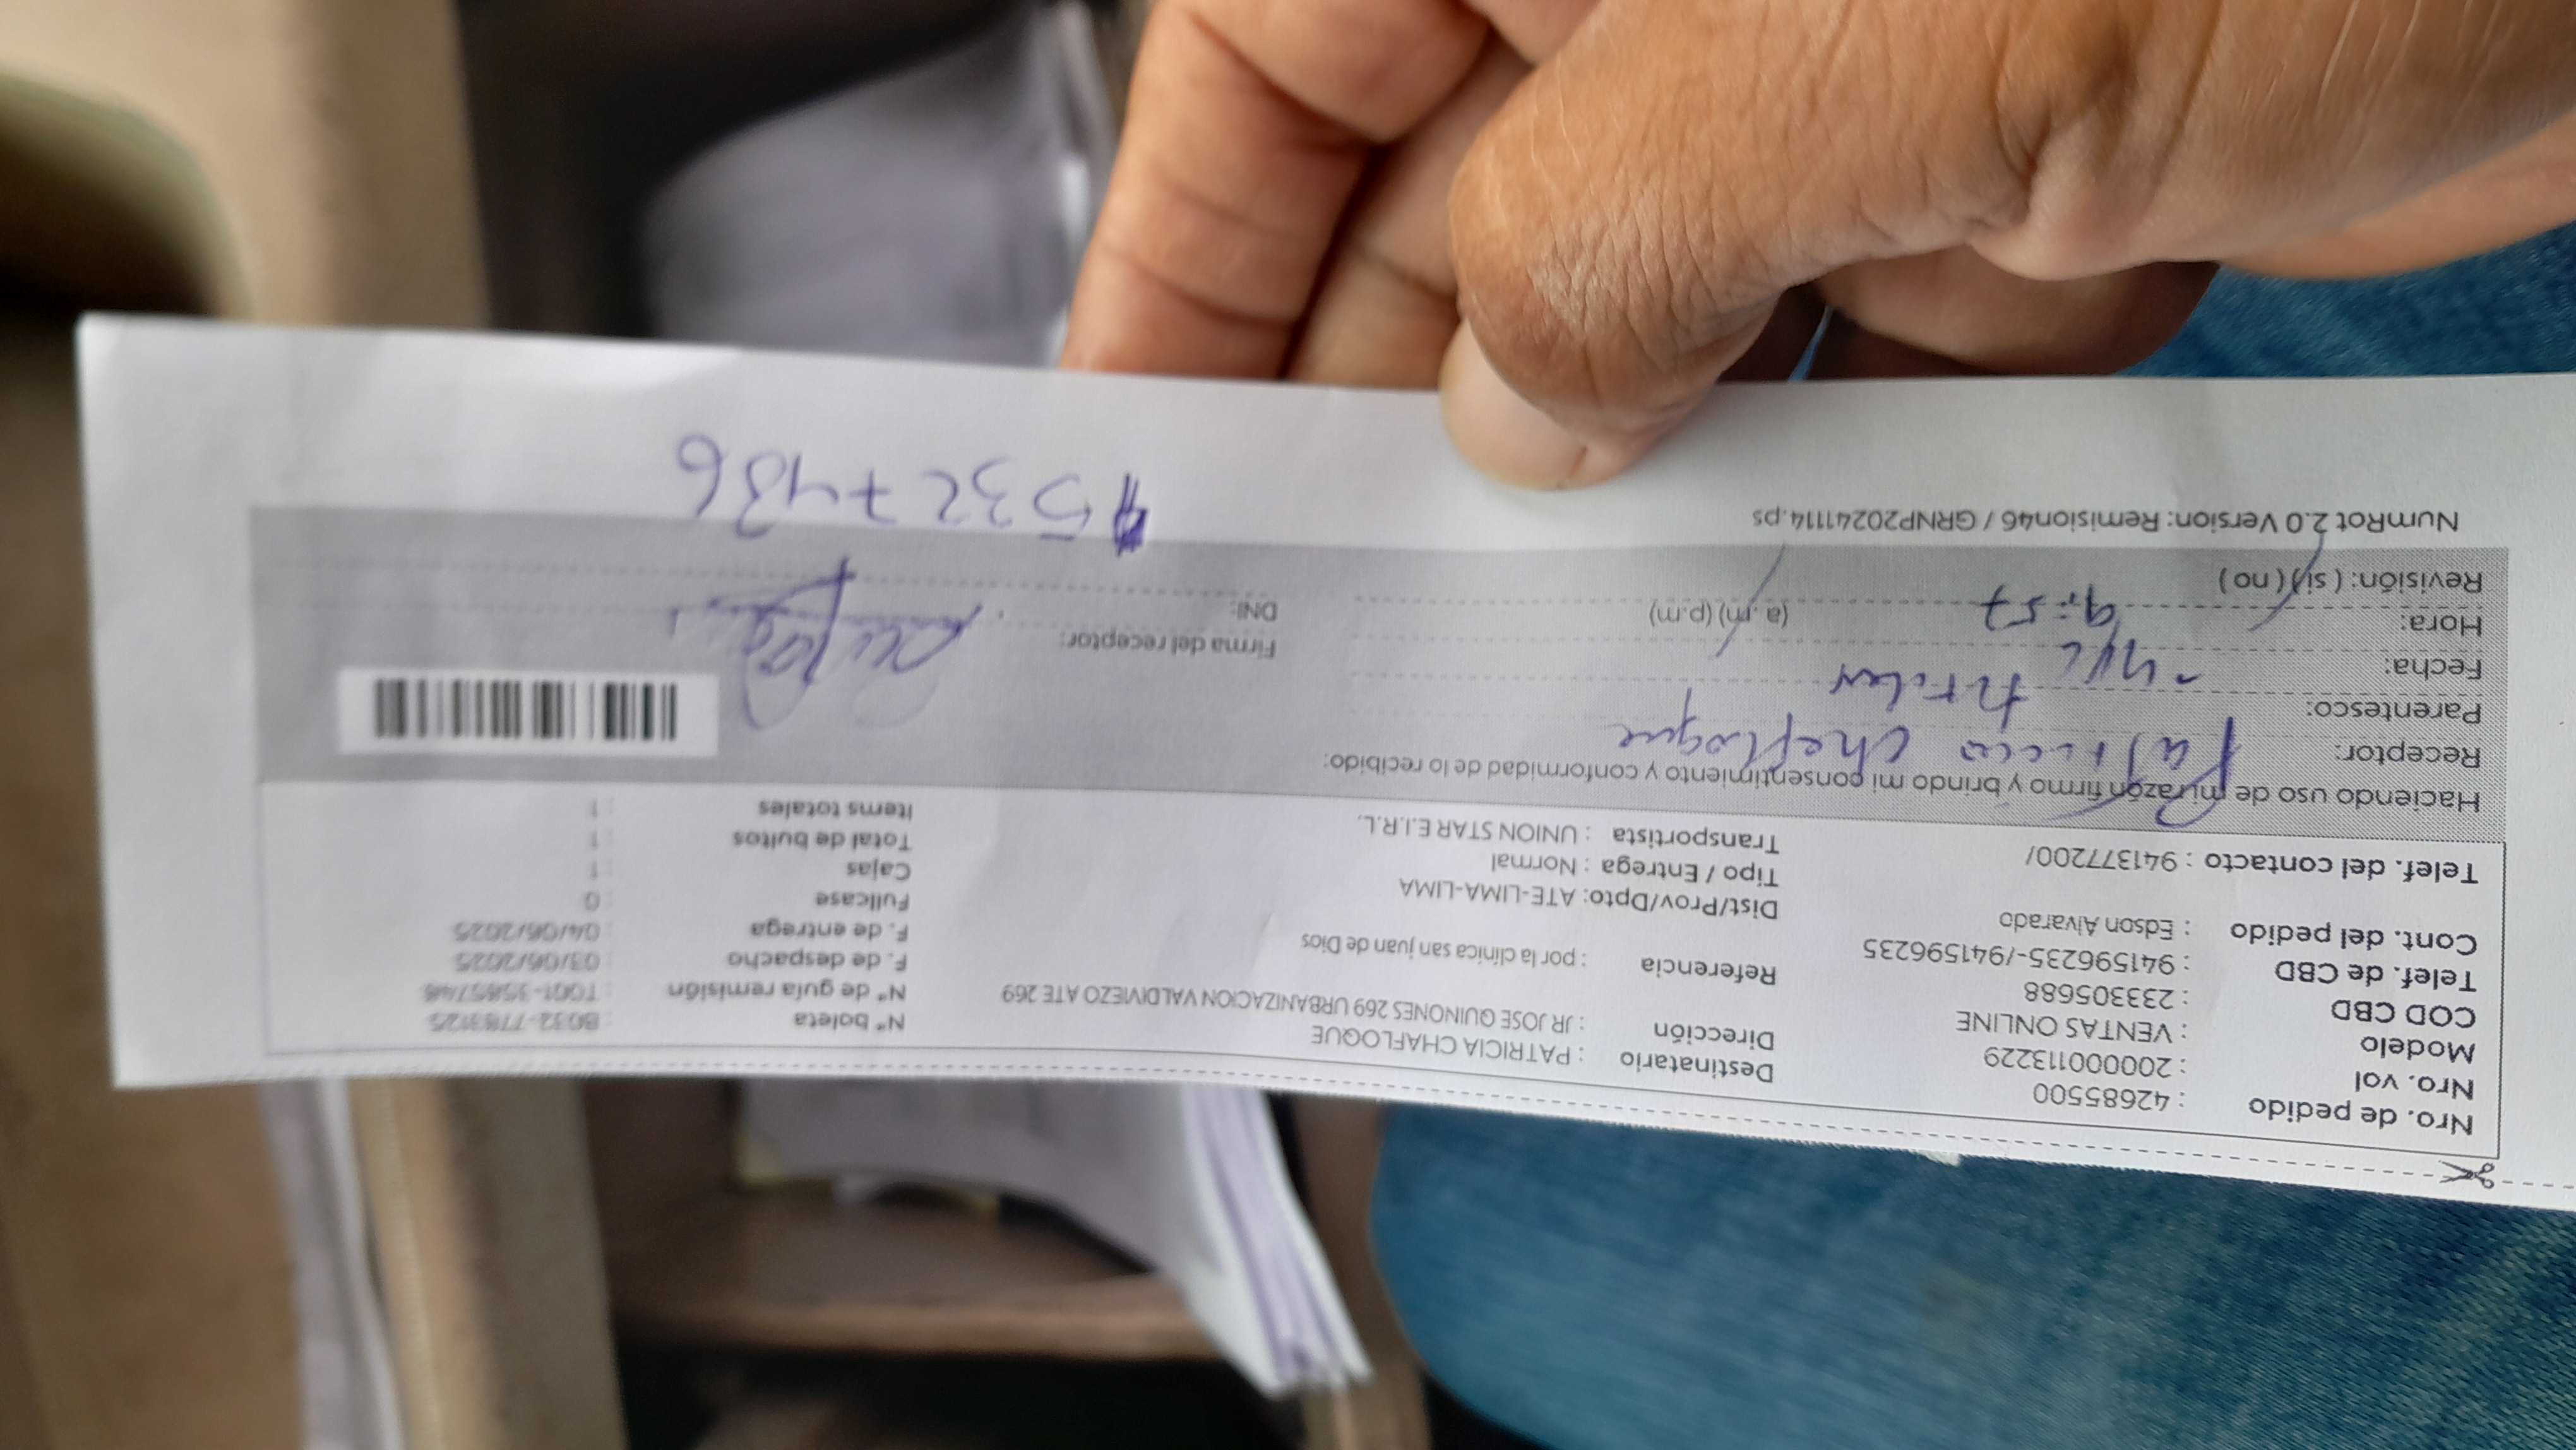 Nro. de pedido : 42685500
Nro. vol : 2000000113229
Modelo : VENTAS ONLINE
COD CBD : 233305688
Telef. de CBD : 941596235-/941596235
Cont. del pedido : Edson Alvarado
Telef. del contacto : 941377200/
Destinatario : PATRICIA CHAFLOQUE
Dirección : JR JOSE QUINONES 269 URBANIZACION VALDIVIEZO ATE 269
Referencia : por la clínica san juan de Dios
Dist/Prov/Dpto: ATE-LIMA-LIMA
Tipo / Entrega : Normal
Transportista : UNION STAR E.I.R.L.
N° boleta
N° de guía remisión
F. de despacho : 03/06/2025
F. de entrega : 04/06/2025
Fullcase : 0
Cajas : 1
Total de bultos : 1
Items totales : 1
Haciendo uso de mi razón firmo y brindo mi consentimiento y conformidad de lo recibido:
Receptor: Patricia Chafloque
Parentesco: titular
Fecha:
Hora: 9:57 (a.m) (p.m)
Revisión: (si) (no)
Firma del receptor:
DNI:
NumRot 2.0 Version: Remision46 / GRNP20241114.ps